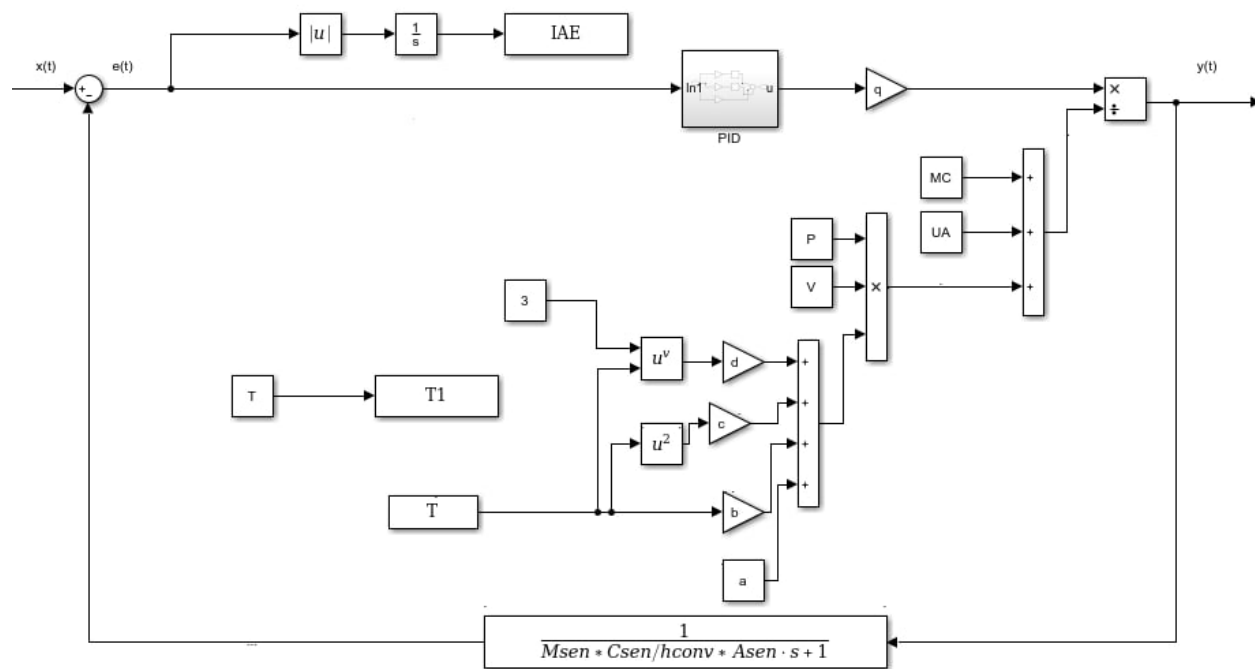 |u|
1
s
IAE
x(t)
e(t)
+
−
In1
u
PID
q
×
÷
y(t)
MC
+
UA
+
+
P
V
×
3
u^v
d
+
T
T1
c
+
u^2
+
T
b
+
a
1
Msen * Csen/hconv * Asen · s + 1